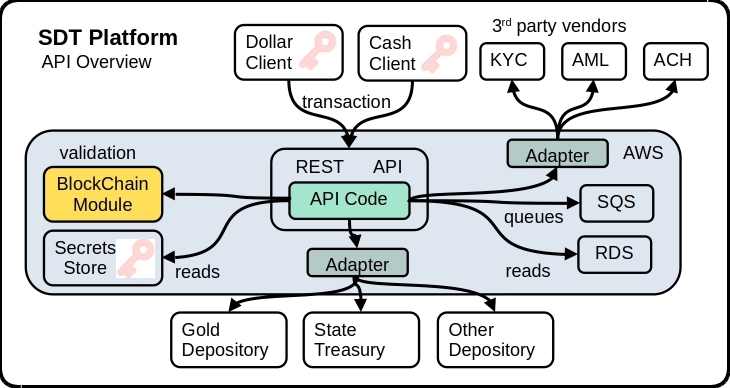 SDT Platform
API Overview
Dollar
Client
Cash
Client
3rd party vendors
KYC
AML
ACH
transaction
validation
REST API
Adapter
AWS
BlockChain
Module
API Code
queues
SQS
Secrets
Store
reads
Adapter
reads
RDS
Gold
Depository
State
Treasury
Other
Depository